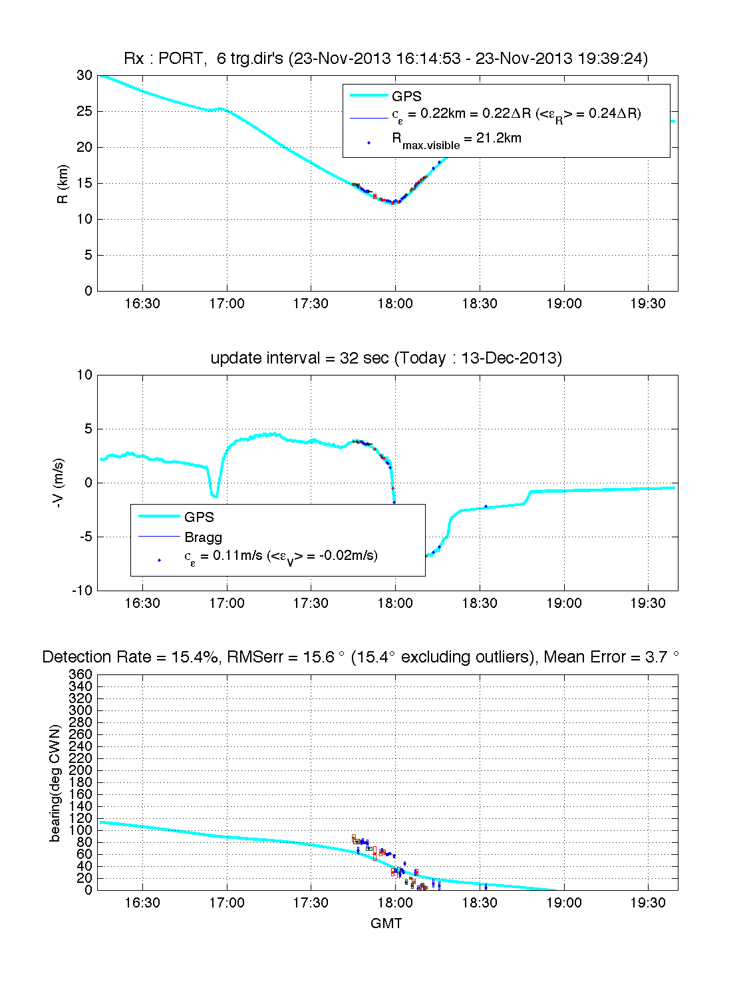 Rx : PORT,  6 trg.dir's (23-Nov-2013 16:14:53 - 23-Nov-2013 19:39:24)
30
25
20
15
10
5
0
R (km)
GPS
σε = 0.22km = 0.22ΔR (<εR> = 0.24ΔR)
Rmax.visible = 21.2km
16:30 17:00 17:30 18:00 18:30 19:00 19:30
update interval = 32 sec (Today : 13-Dec-2013)
10
5
0
-5
-10
-V (m/s)
GPS
Bragg
σε = 0.11m/s (<εV> = -0.02m/s)
16:30 17:00 17:30 18:00 18:30 19:00 19:30
Detection Rate = 15.4%, RMSerr = 15.6 ° (15.4° excluding outliers), Mean Error = 3.7 °
360
340
320
300
280
260
240
220
200
180
160
140
120
100
80
60
40
20
0
bearing(deg CWN)
16:30 17:00 17:30 18:00 18:30 19:00 19:30
GMT